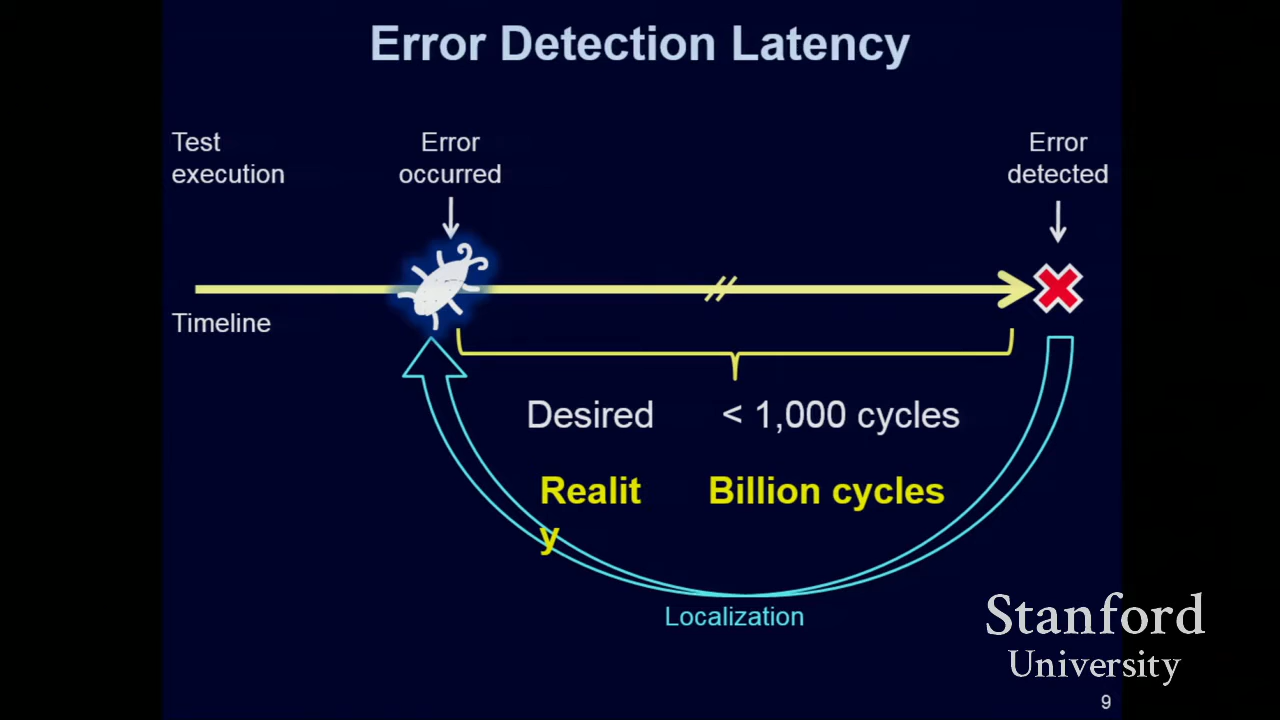 Error Detection Latency
Test
execution
Error
occurred
Error
detected
Timeline
Desired < 1,000 cycles
Realit Billion cycles
y
Localization
Stanford
University
9